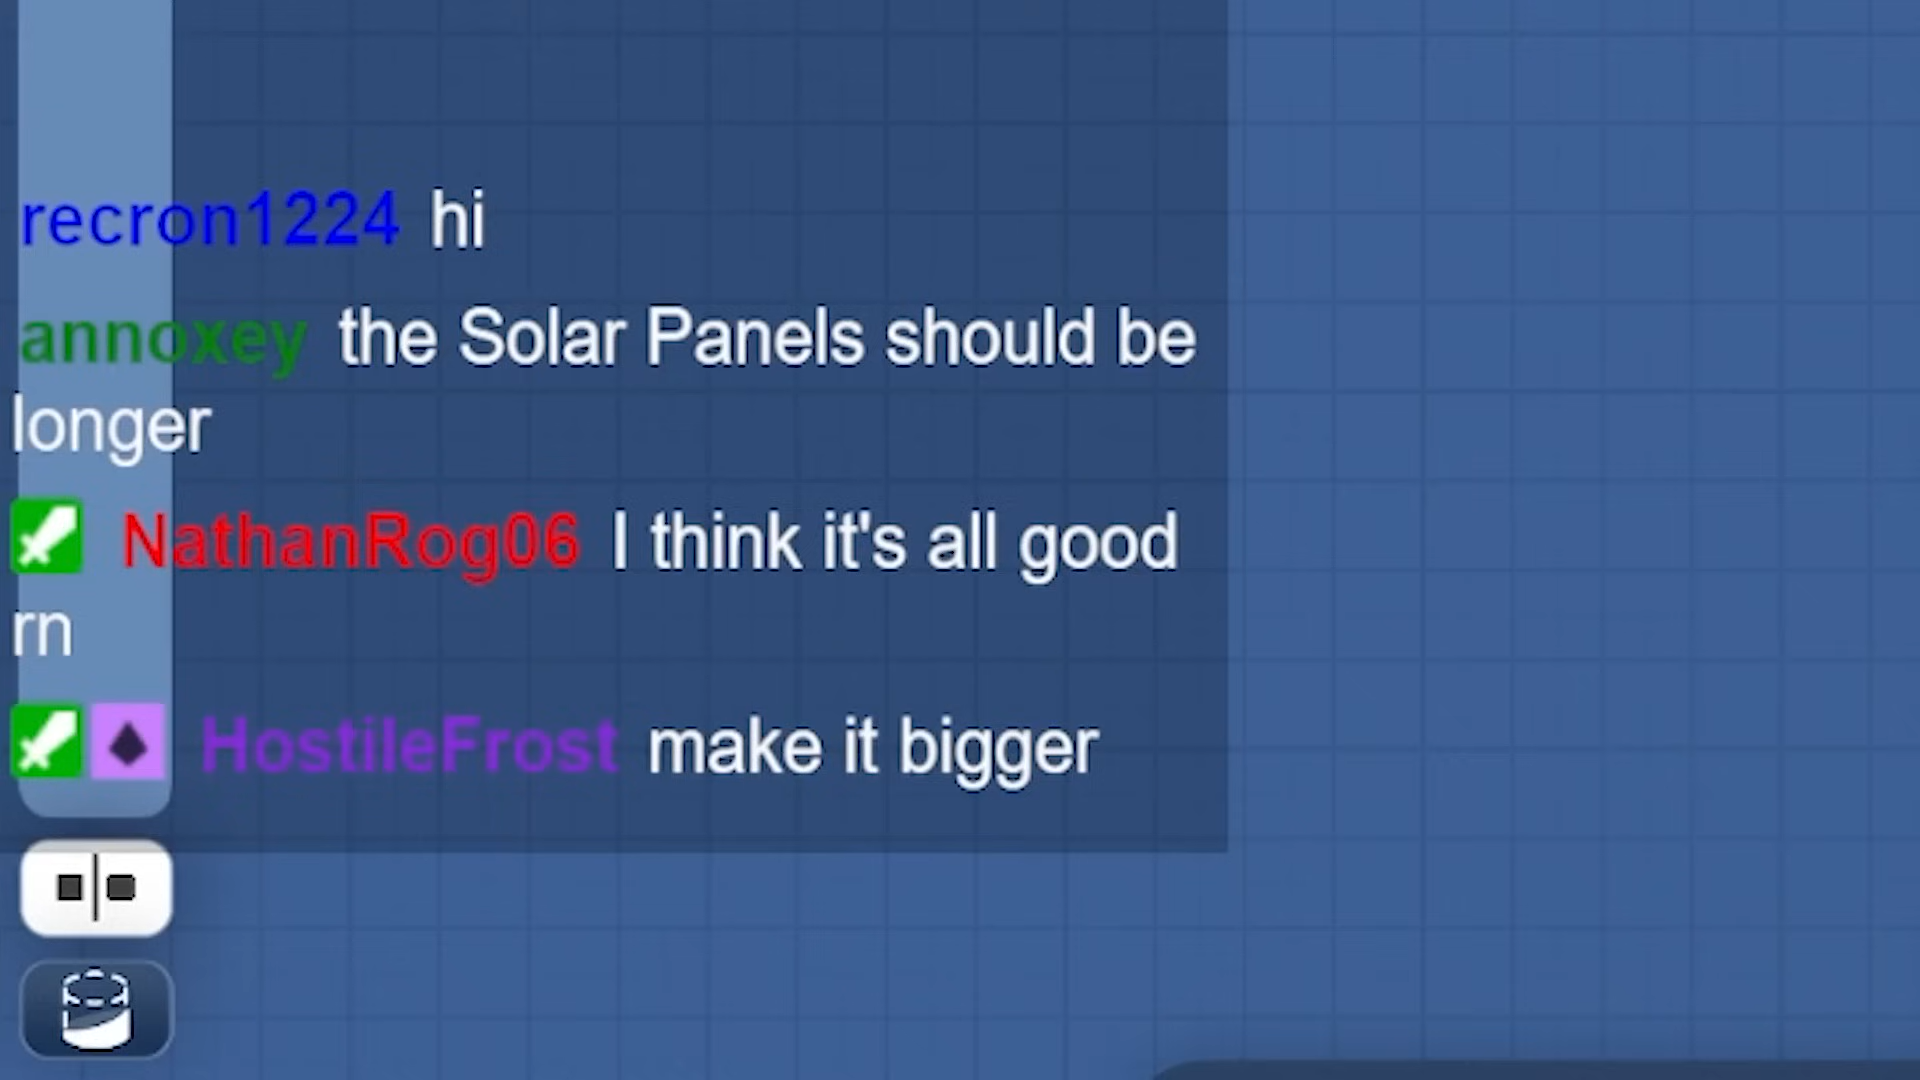 recron1224 hi
annoxey the Solar Panels should be
longer
NathanRog06 I think it's all good
rn
HostileFrost make it bigger